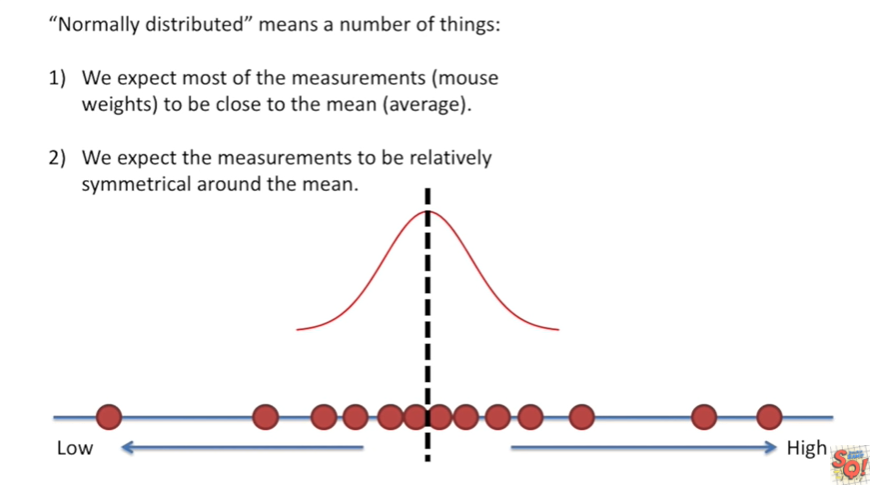 “Normally distributed” means a number of things:
1) We expect most of the measurements (mouse
weights) to be close to the mean (average).
2) We expect the measurements to be relatively
symmetrical around the mean.
Low
High
SQ!